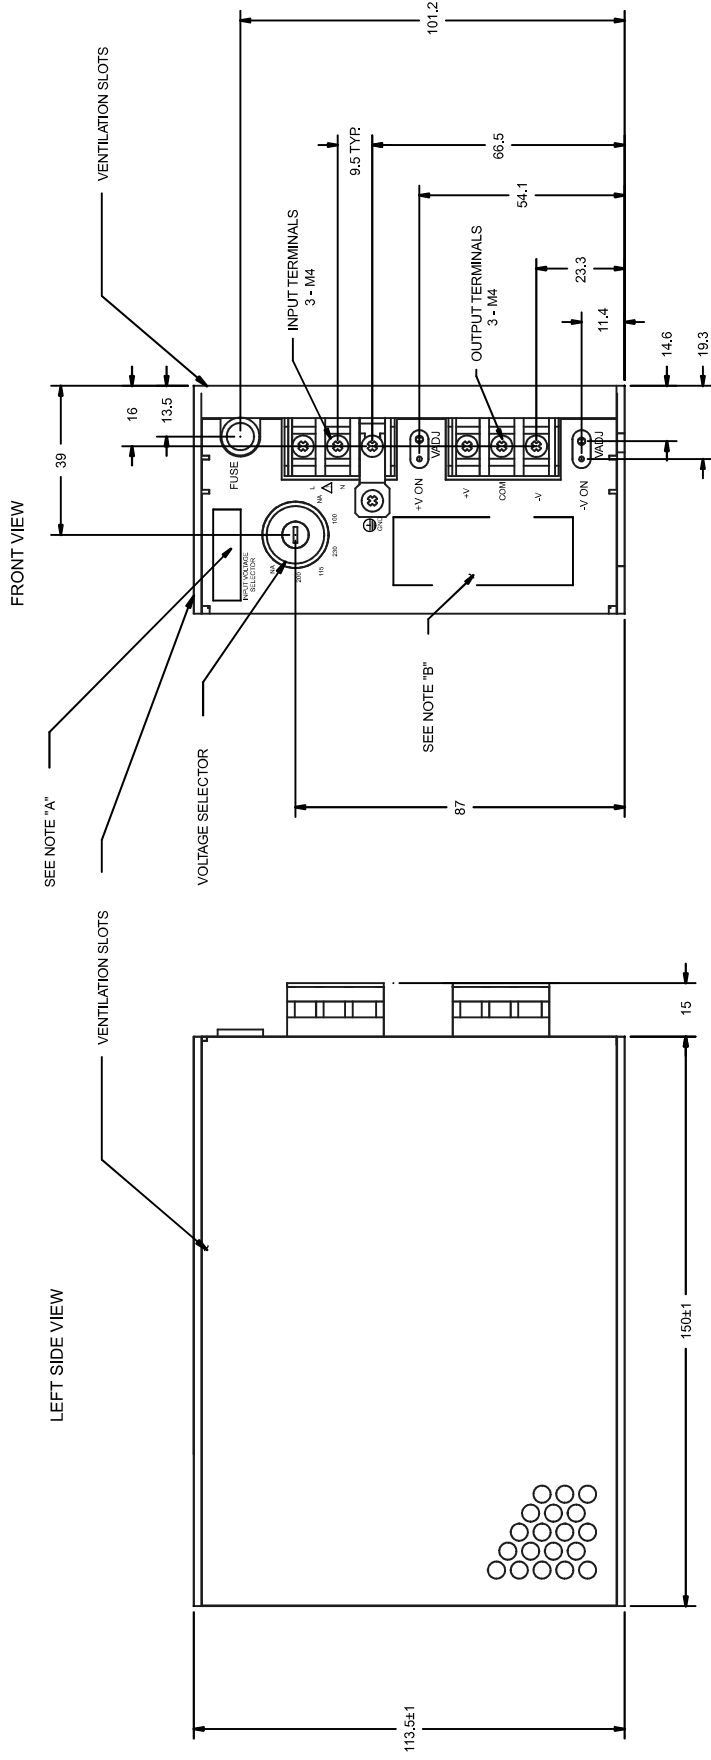 FRONT VIEW
LEFT SIDE VIEW
SEE NOTE "A"
VENTILATION SLOTS
VENTILATION SLOTS
VOLTAGE SELECTOR
SEE NOTE "B"
INPUT TERMINALS
3 - M4
OUTPUT TERMINALS
3 - M4
39
16
13.5
101.2
9.5 TYP.
66.5
54.1
23.3
11.4
14.6
19.3
87
FUSE
INPUT VOLTAGE
SELECTOR
NA
100
230
115
200
NA
L
N
GND
+V ON
VADJ
+V
COM
-V
-V ON
VADJ
15
150±1
113.5±1